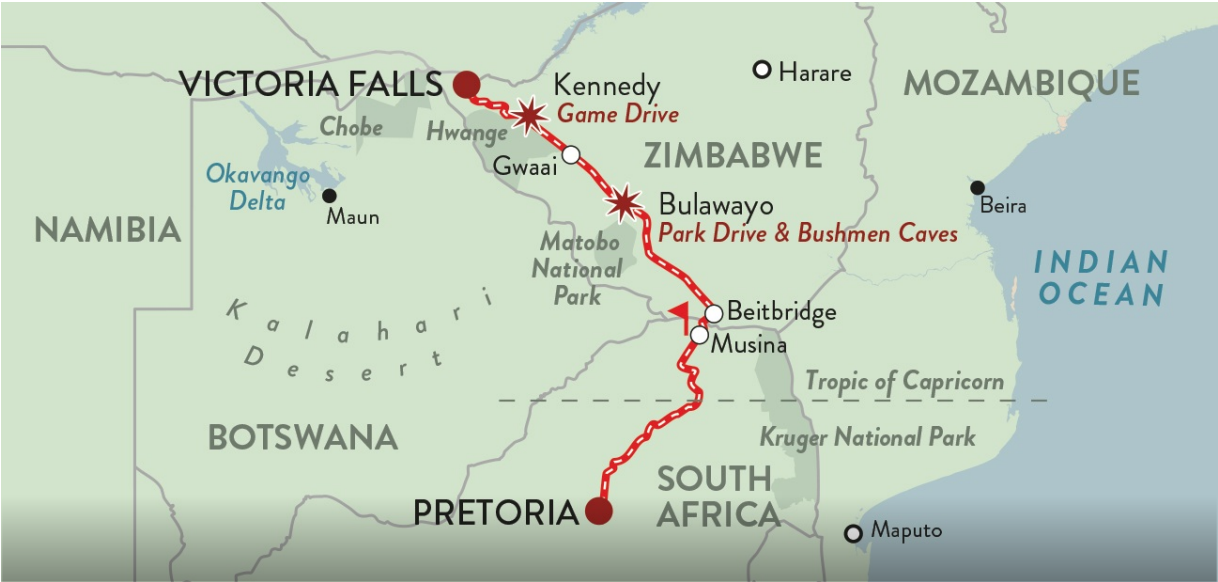 VICTORIA FALLS
Kennedy
Game Drive
Harare
MOZAMBIQUE
Chobe
Hwange
Gwaai
ZIMBABWE
Okavango
Delta
Maun
Bulawayo
Park Drive & Bushmen Caves
Beira
NAMIBIA
Matobo
National
Park
INDIAN
OCEAN
Kalahari
Desert
Beitbridge
Musina
Tropic of Capricorn
BOTSWANA
Kruger National Park
SOUTH
AFRICA
PRETORIA
Maputo